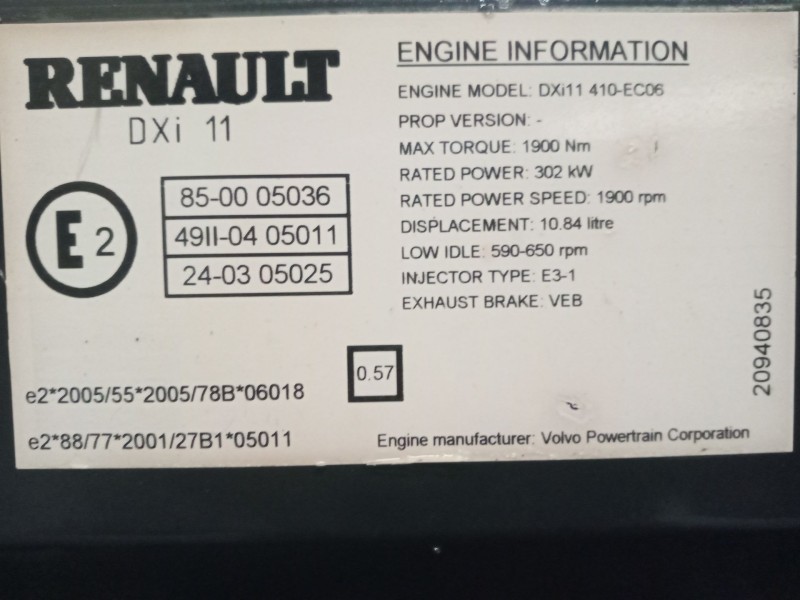 RENAULT
DXi 11
E 2
85-00 05036
49II-04 05011
24-03 05025
e2*2005/55*2005/78B*06018
e2*88/77*2001/27B1*05011
0.57
ENGINE INFORMATION
ENGINE MODEL: DXi11 410-EC06
PROP VERSION: -
MAX TORQUE: 1900 Nm
RATED POWER: 302 kW
RATED POWER SPEED: 1900 rpm
DISPLACEMENT: 10.84 litre
LOW IDLE: 590-650 rpm
INJECTOR TYPE: E3-1
EXHAUST BRAKE: VEB
20940835
Engine manufacturer: Volvo Powertrain Corporation